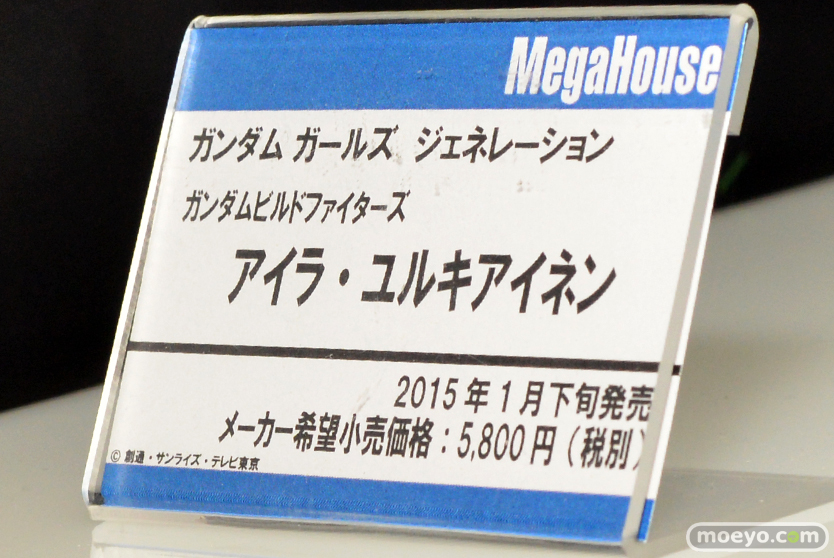 MegaHouse
ガンダム ガールズ ジェネレーション
ガンダムビルドファイターズ
アイラ・ユルキアイネン
2015年1月下旬発売
メーカー希望小売価格：5,800円（税別）
© 創通・サンライズ・テレビ東京
moeyo.com